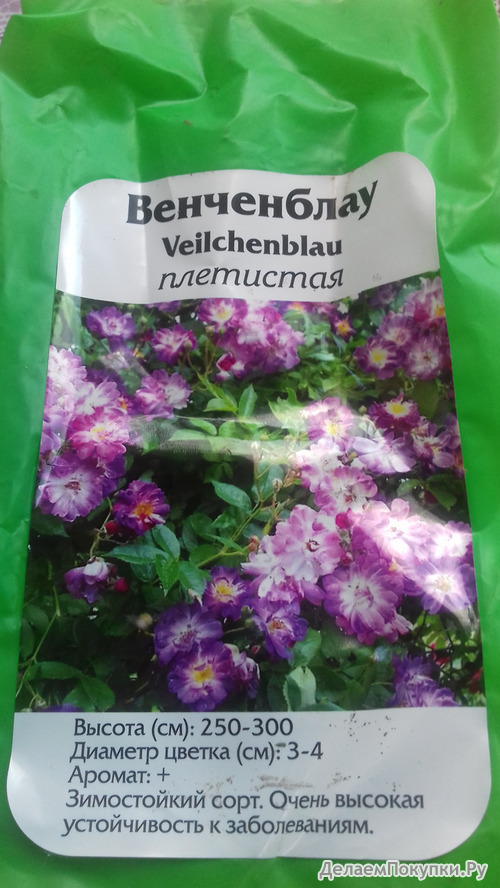 Венченблау
Veilchenblau
плетистая
Высота (см): 250-300
Диаметр цветка (см): 3-4
Аромат: +
Зимостойкий сорт. Очень высокая
устойчивость к заболеваниям.
ДелаемПокупки.Ру